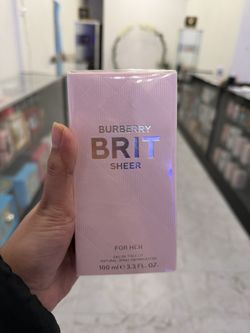 BURBERRY
BRIT
SHEER
FOR HER
EAU DE TOILETTE
NATURAL SPRAY VAPORISATEUR
100 ml e 3.3 FL. OZ.